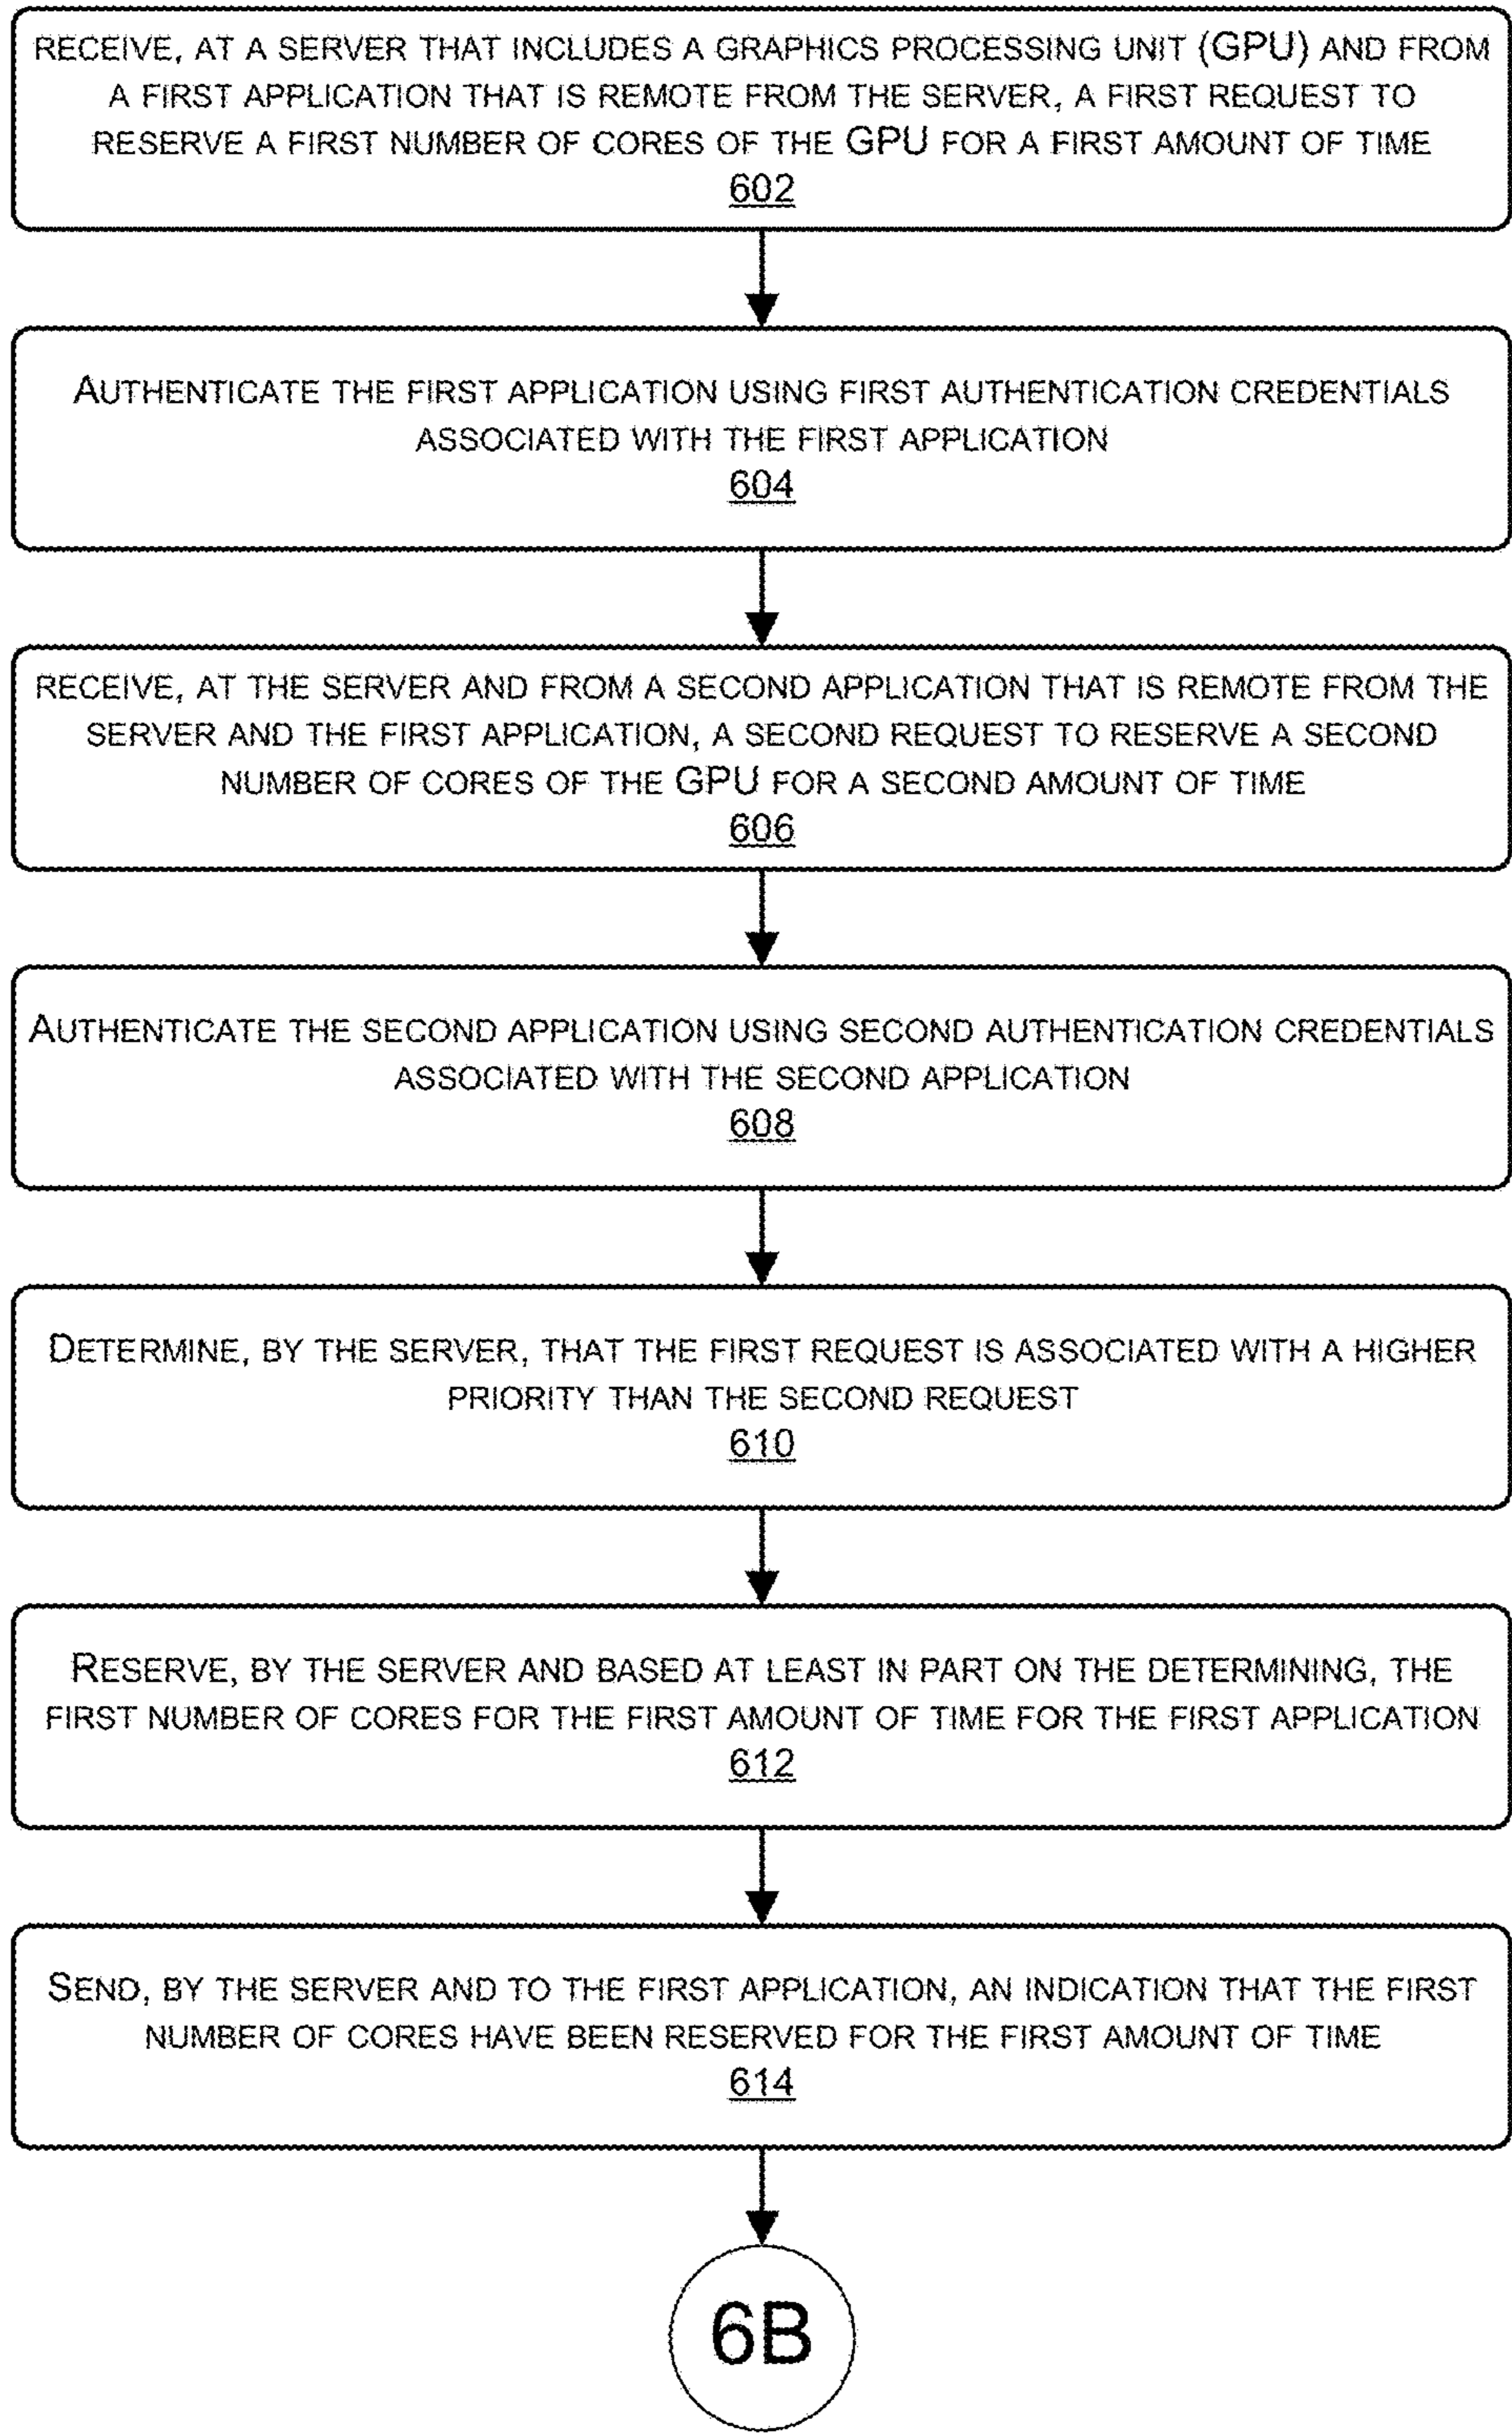 RECEIVE, AT A SERVER THAT INCLUDES A GRAPHICS PROCESSING UNIT (GPU) AND FROM
A FIRST APPLICATION THAT IS REMOTE FROM THE SERVER, A FIRST REQUEST TO
RESERVE A FIRST NUMBER OF CORES OF THE GPU FOR A FIRST AMOUNT OF TIME
602
AUTHENTICATE THE FIRST APPLICATION USING FIRST AUTHENTICATION CREDENTIALS
ASSOCIATED WITH THE FIRST APPLICATION
604
RECEIVE, AT THE SERVER AND FROM A SECOND APPLICATION THAT IS REMOTE FROM THE
SERVER AND THE FIRST APPLICATION, A SECOND REQUEST TO RESERVE A SECOND
NUMBER OF CORES OF THE GPU FOR A SECOND AMOUNT OF TIME
606
AUTHENTICATE THE SECOND APPLICATION USING SECOND AUTHENTICATION CREDENTIALS
ASSOCIATED WITH THE SECOND APPLICATION
608
DETERMINE, BY THE SERVER, THAT THE FIRST REQUEST IS ASSOCIATED WITH A HIGHER
PRIORITY THAN THE SECOND REQUEST
610
RESERVE, BY THE SERVER AND BASED AT LEAST IN PART ON THE DETERMINING, THE
FIRST NUMBER OF CORES FOR THE FIRST AMOUNT OF TIME FOR THE FIRST APPLICATION
612
SEND, BY THE SERVER AND TO THE FIRST APPLICATION, AN INDICATION THAT THE FIRST
NUMBER OF CORES HAVE BEEN RESERVED FOR THE FIRST AMOUNT OF TIME
614
6B